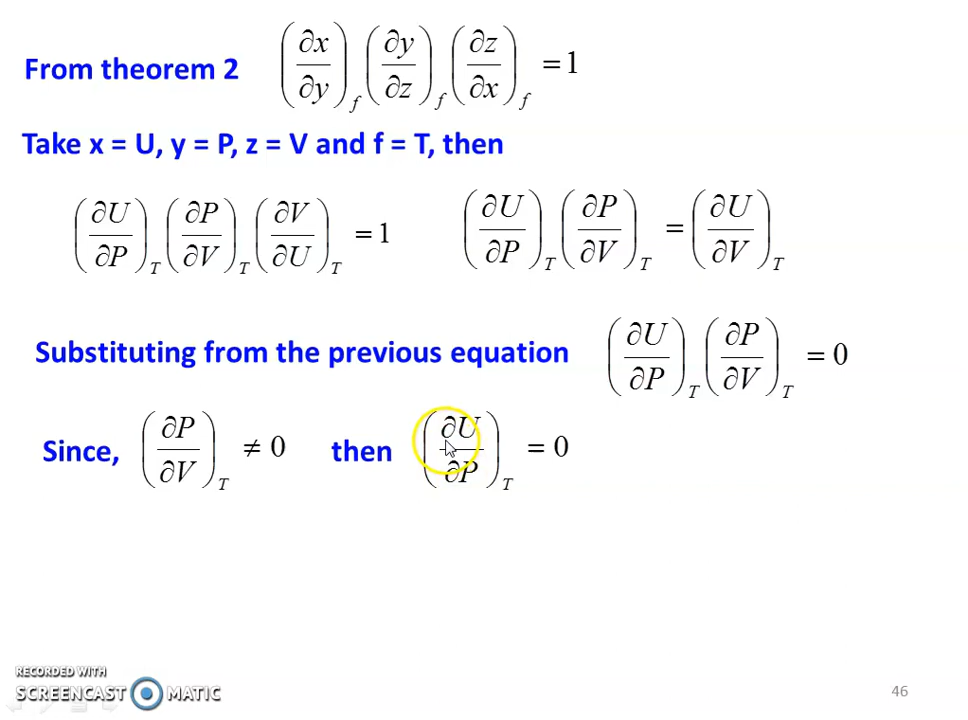 From theorem 2 (∂x/∂y)_f (∂y/∂z)_f (∂z/∂x)_f = 1
Take x = U, y = P, z = V and f = T, then
(∂U/∂P)_T (∂P/∂V)_T (∂V/∂U)_T = 1 (∂U/∂P)_T (∂P/∂V)_T = (∂U/∂V)_T
Substituting from the previous equation (∂U/∂P)_T (∂P/∂V)_T = 0
Since, (∂P/∂V)_T ≠ 0 then (∂U/∂P)_T = 0
RECORDED WITH
SCREENCAST MATIC
46